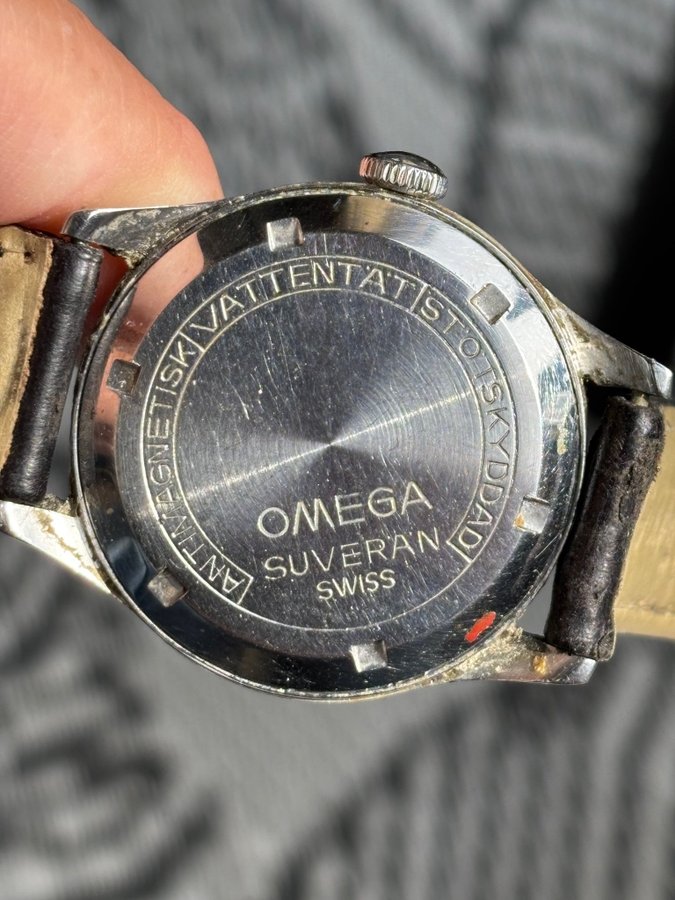 ANTIMAGNETISK VATTENTÄT STÖTSKYDDAD
OMEGA
SUVERÄN
SWISS